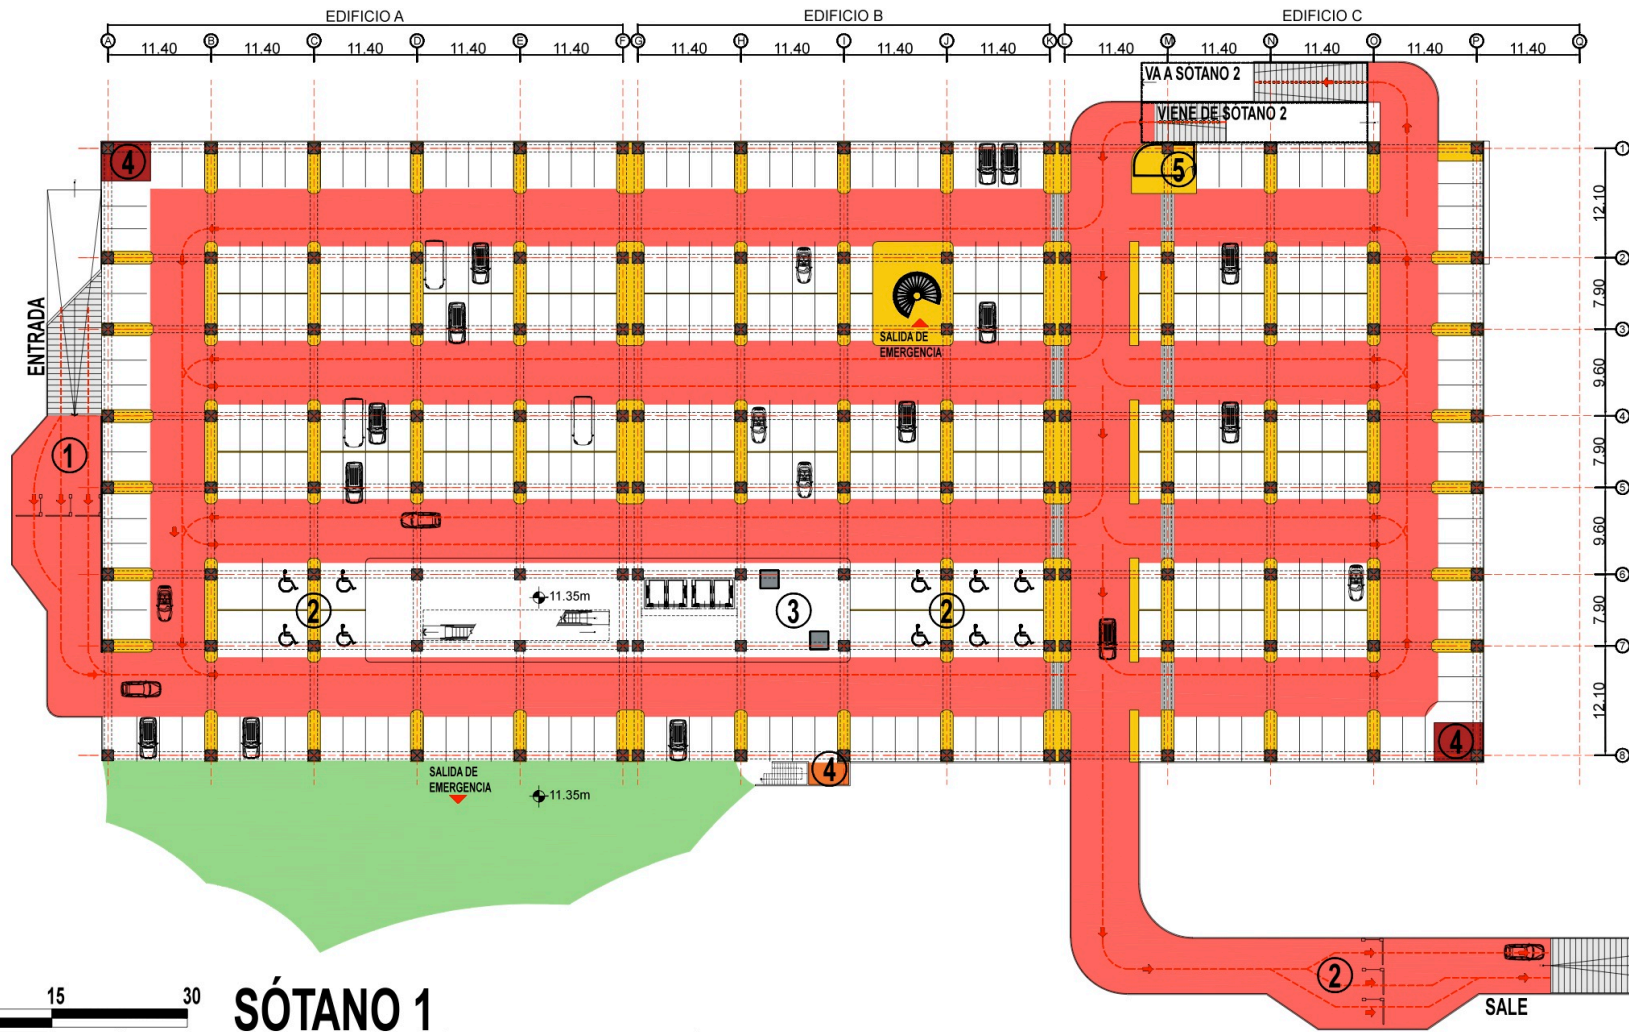 EDIFICIO A EDIFICIO B EDIFICIO C
A B C D E F G H I J K L M N O P Q
11.40 11.40 11.40 11.40 11.40 11.40 11.40 11.40 11.40 11.40 11.40 11.40 11.40 11.40
VA A SÓTANO 2
VIENE DE SÓTANO 2
4
5
1
12.10
2
7.90
3
9.60
4
7.90
5
9.60
6
7.90
7
12.10
8
ENTRADA
SALIDA DE
EMERGENCIA
1
2
11.35m
3
2
4
4
SALIDA DE
EMERGENCIA
11.35m
2
SALE
15 30
SÓTANO 1